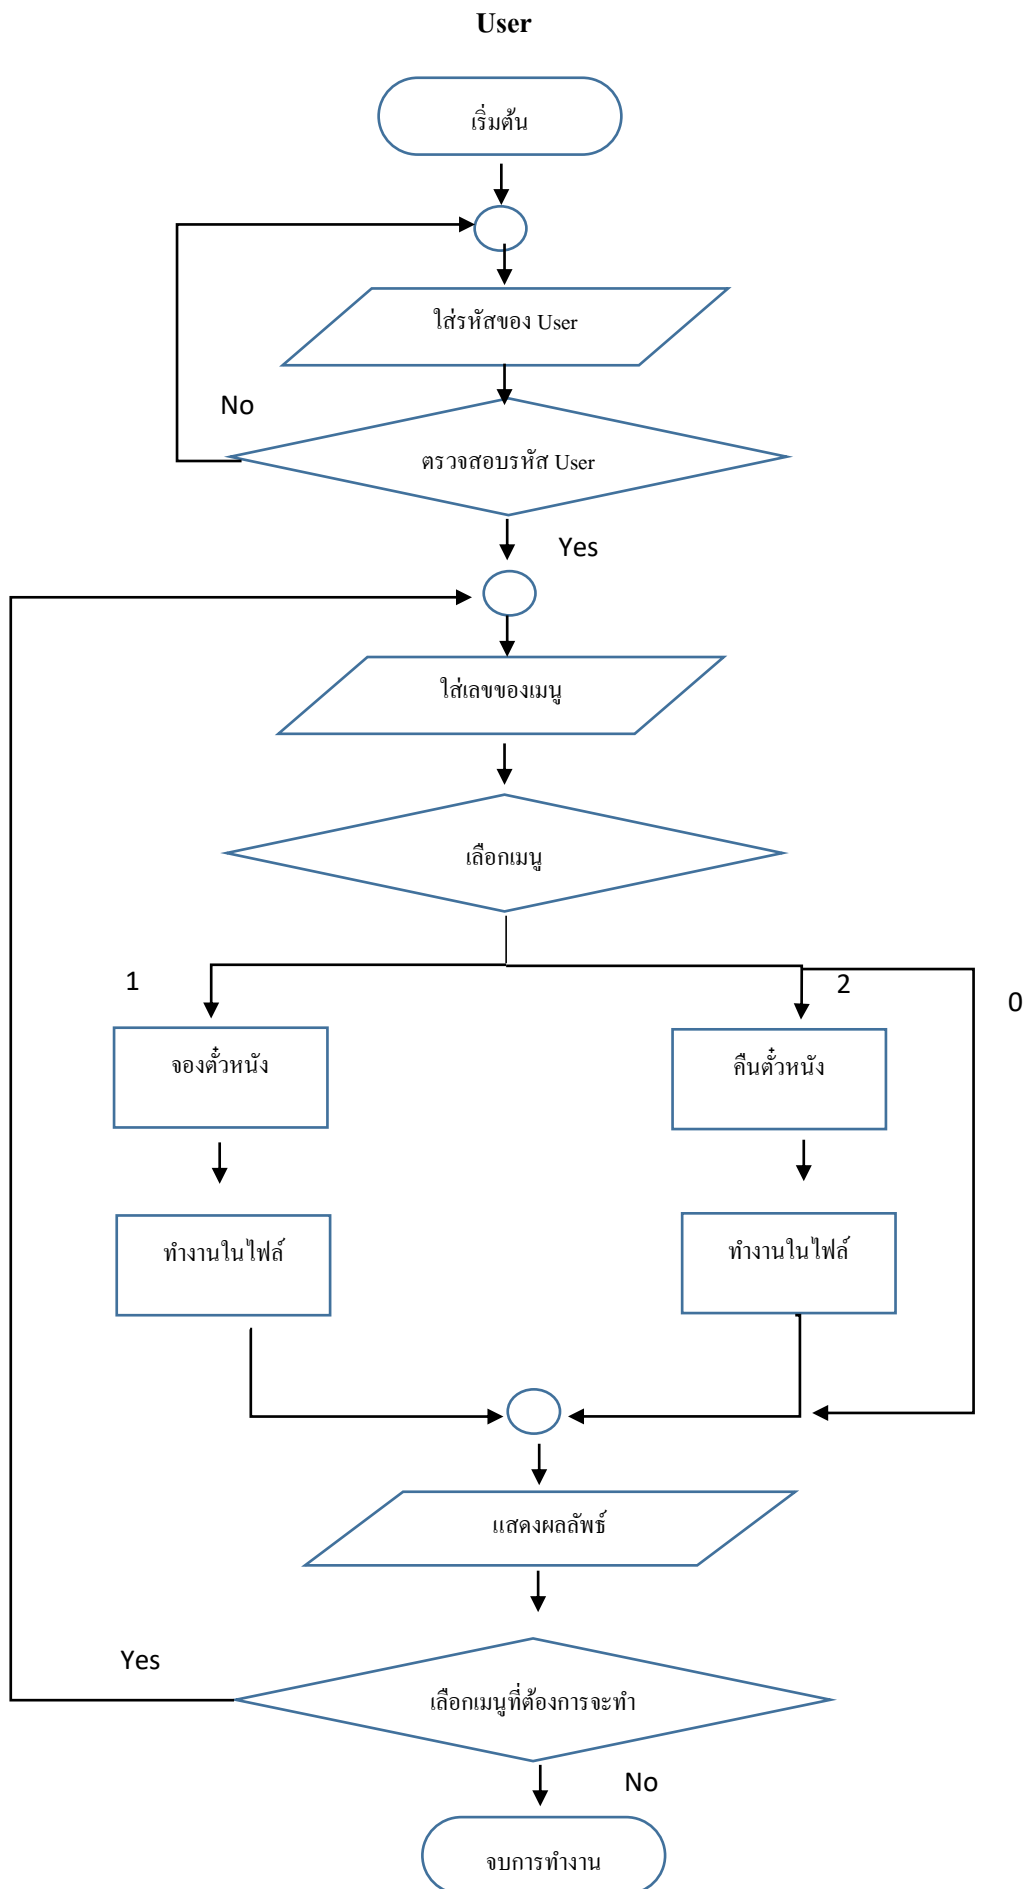 User
เริ่มต้น
ใส่รหัสของ User
No
ตรวจสอบรหัส User
Yes
ใส่เลขของเมนู
เลือกเมนู
1
2
0
จองตั๋วหนัง
คืนตั๋วหนัง
ทำงานในไฟล์
ทำงานในไฟล์
แสดงผลลัพธ์
Yes
เลือกเมนูที่ต้องการจะทำ
No
จบการทำงาน